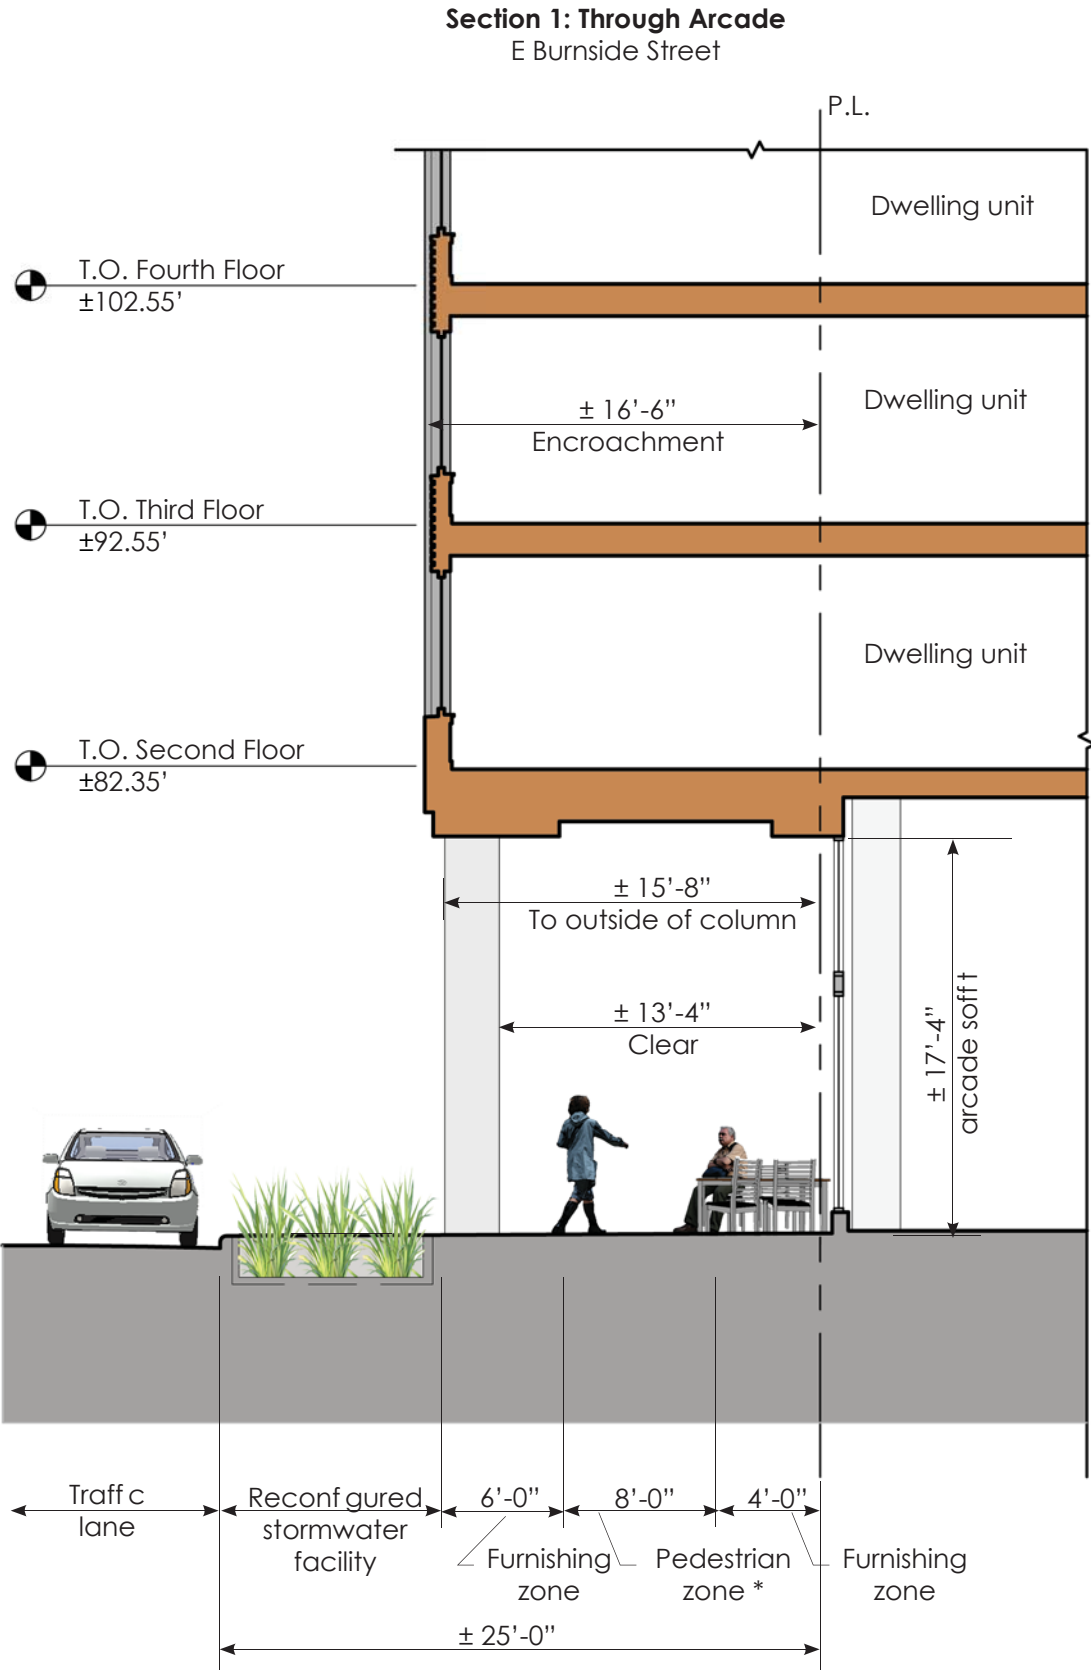 Section 1: Through Arcade
E Burnside Street
P.L.
Dwelling unit
T.O. Fourth Floor
±102.55’
Dwelling unit
± 16’-6”
Encroachment
T.O. Third Floor
±92.55’
Dwelling unit
T.O. Second Floor
±82.35’
± 15’-8”
To outside of column
± 13’-4”
Clear
± 17’-4”
arcade soff t
Traff c
lane
Reconf gured
stormwater
facility
6’-0”
8’-0”
4’-0”
Furnishing
zone
Pedestrian
zone *
Furnishing
zone
± 25’-0”